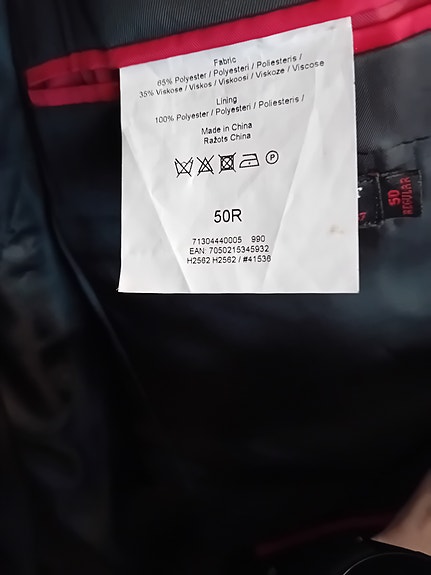 Fabric
65% Polyester / Polyesteri / Poliesteris /
35% Viskose / Viskos / Viskoosi / Viskoze / Viscose
Lining
100% Polyester / Polyesteri / Poliesteris /
Made in China
Ražots China
P
50R
71304440005 990
EAN: 7050215345932
H2562 H2562 / #41536
50
REGULAR